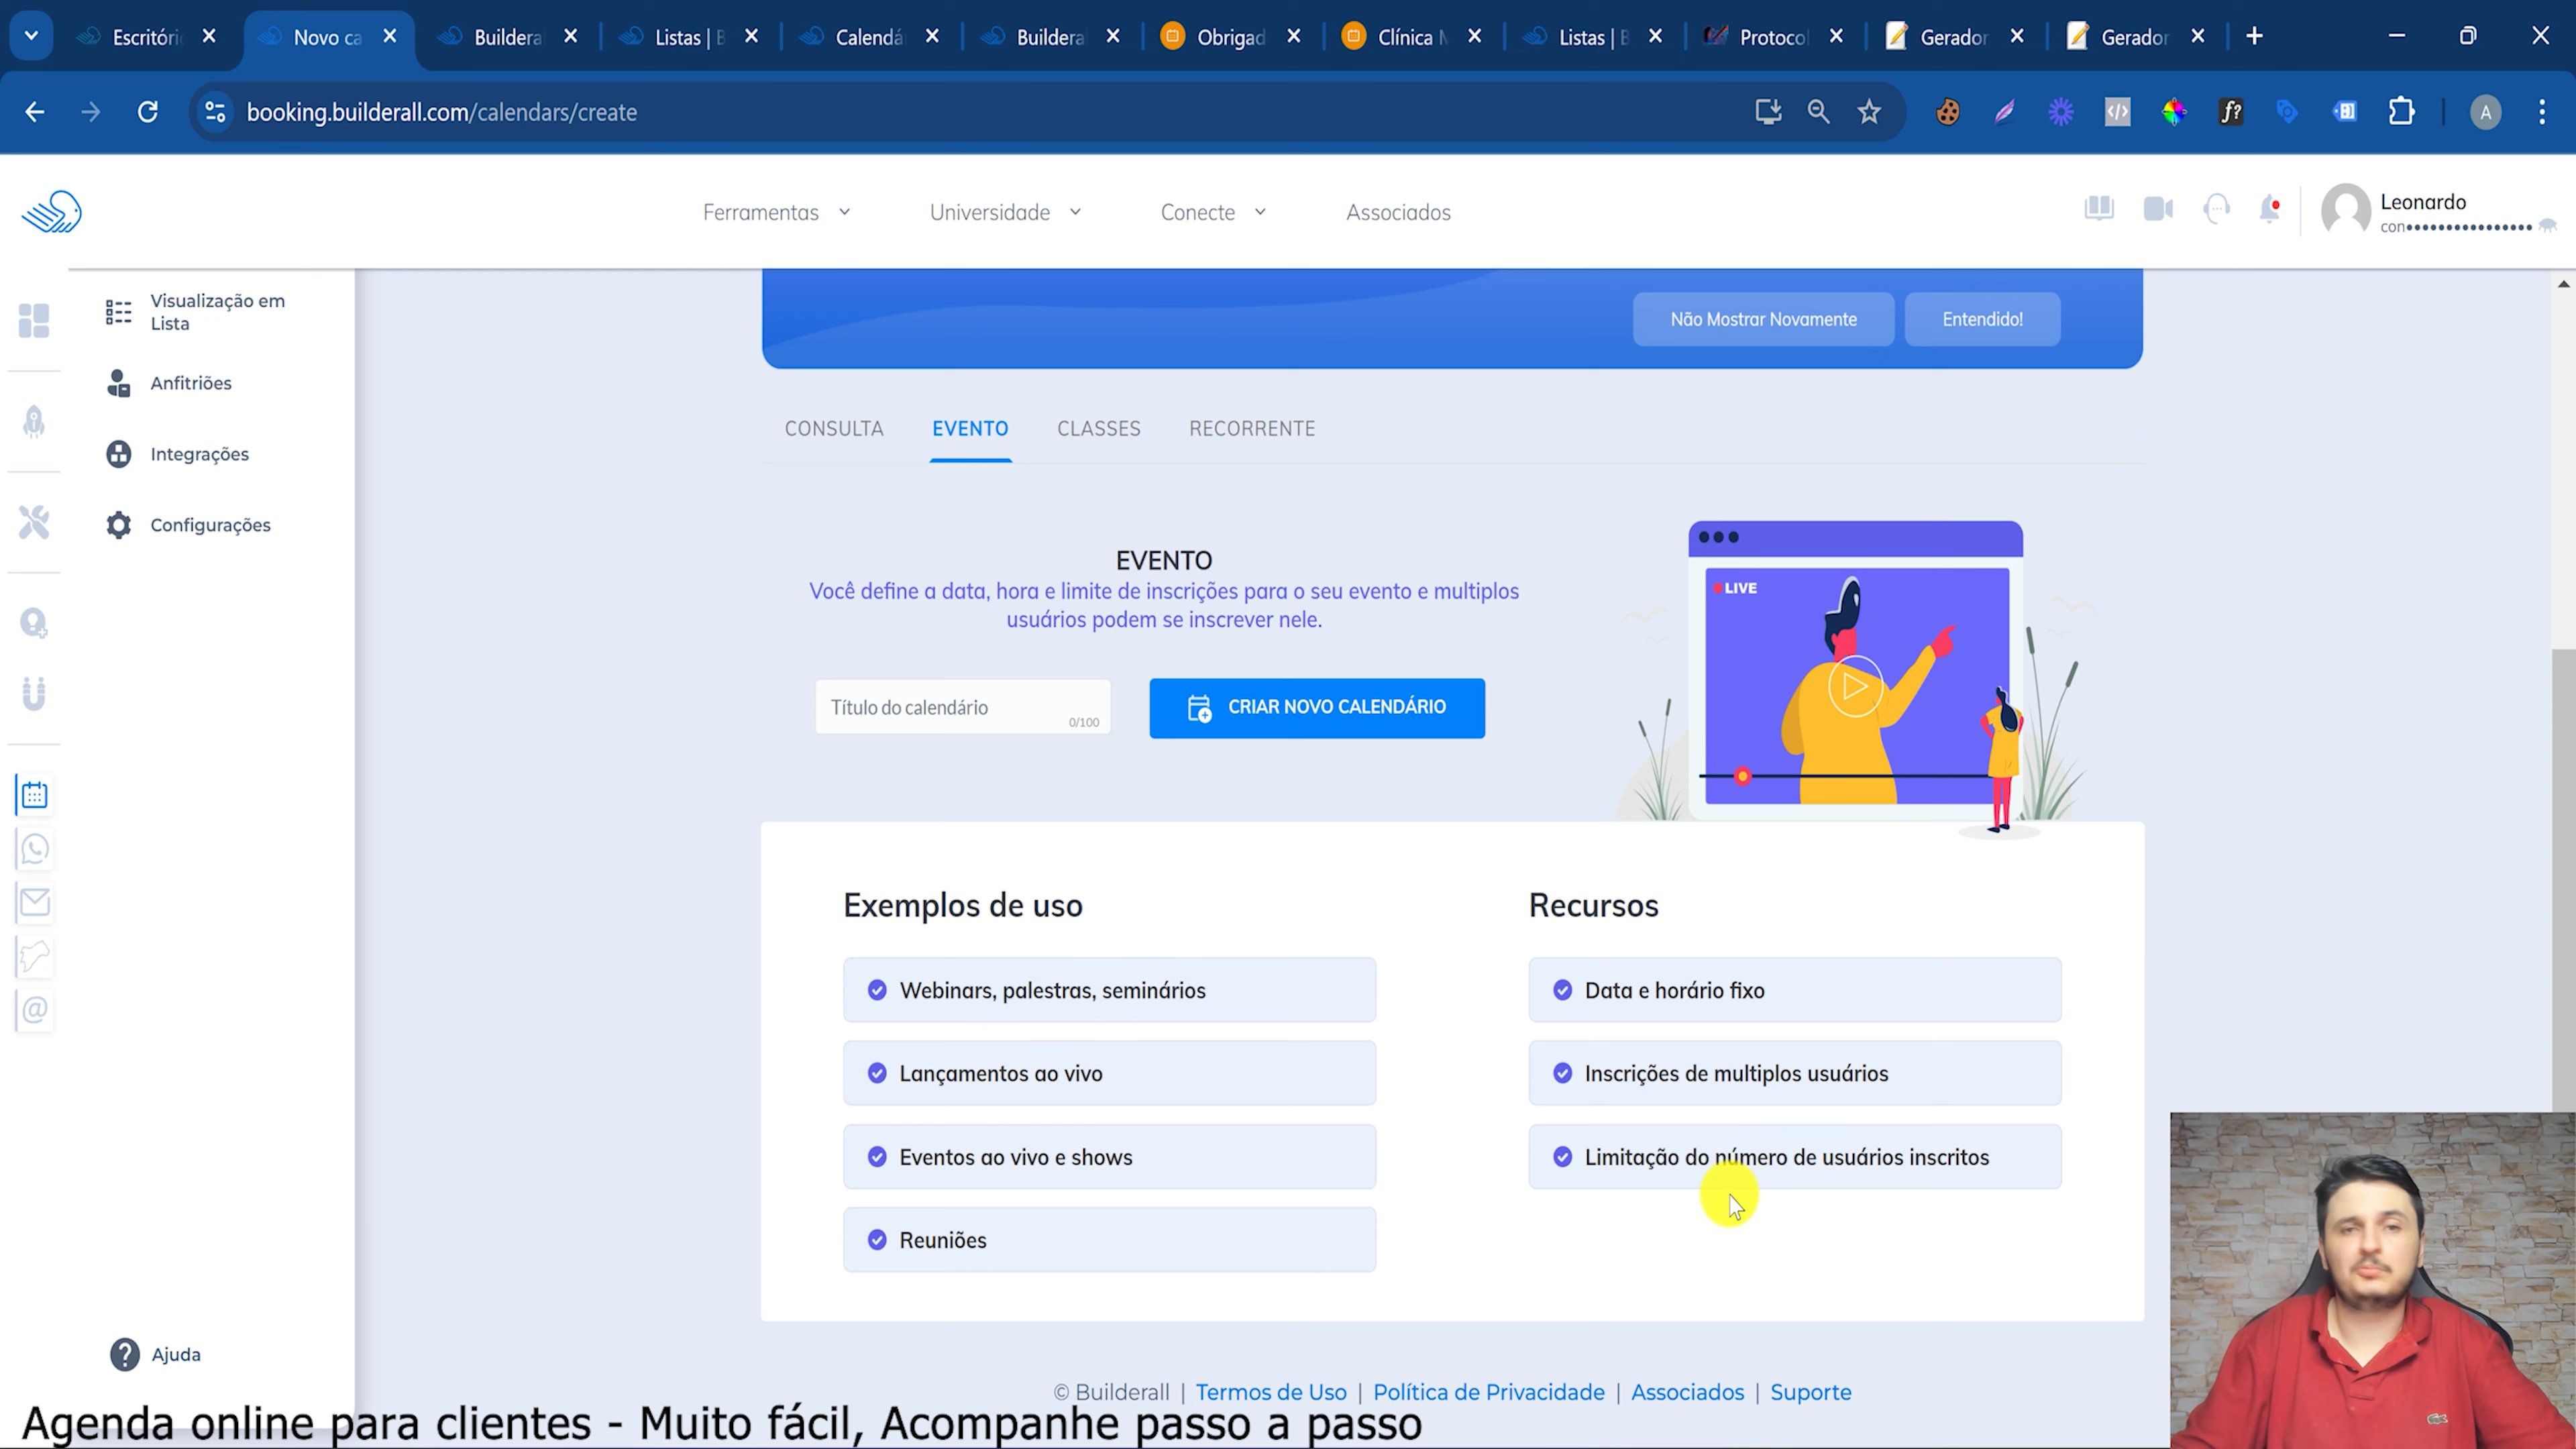 Escritóri
Novo ca
Buildera
Listas | B
Calendá
Buildera
Obrigad
Clínica M
Listas | B
Protocol
Gerador
Gerador
booking.builderall.com/calendars/create
A
Ferramentas
Universidade
Conecte
Associados
Leonardo
con••••••••••••••••
Visualização em
Lista
Anfitriões
Integrações
Configurações
Ajuda
Não Mostrar Novamente
Entendido!
CONSULTA
EVENTO
CLASSES
RECORRENTE
EVENTO
Você define a data, hora e limite de inscrições para o seu evento e multiplos
usuários podem se inscrever nele.
Título do calendário
0/100
CRIAR NOVO CALENDÁRIO
LIVE
Exemplos de uso
Webinars, palestras, seminários
Lançamentos ao vivo
Eventos ao vivo e shows
Reuniões
Recursos
Data e horário fixo
Inscrições de multiplos usuários
Limitação do número de usuários inscritos
© Builderall | Termos de Uso | Política de Privacidade | Associados | Suporte
Agenda online para clientes - Muito fácil, Acompanhe passo a passo